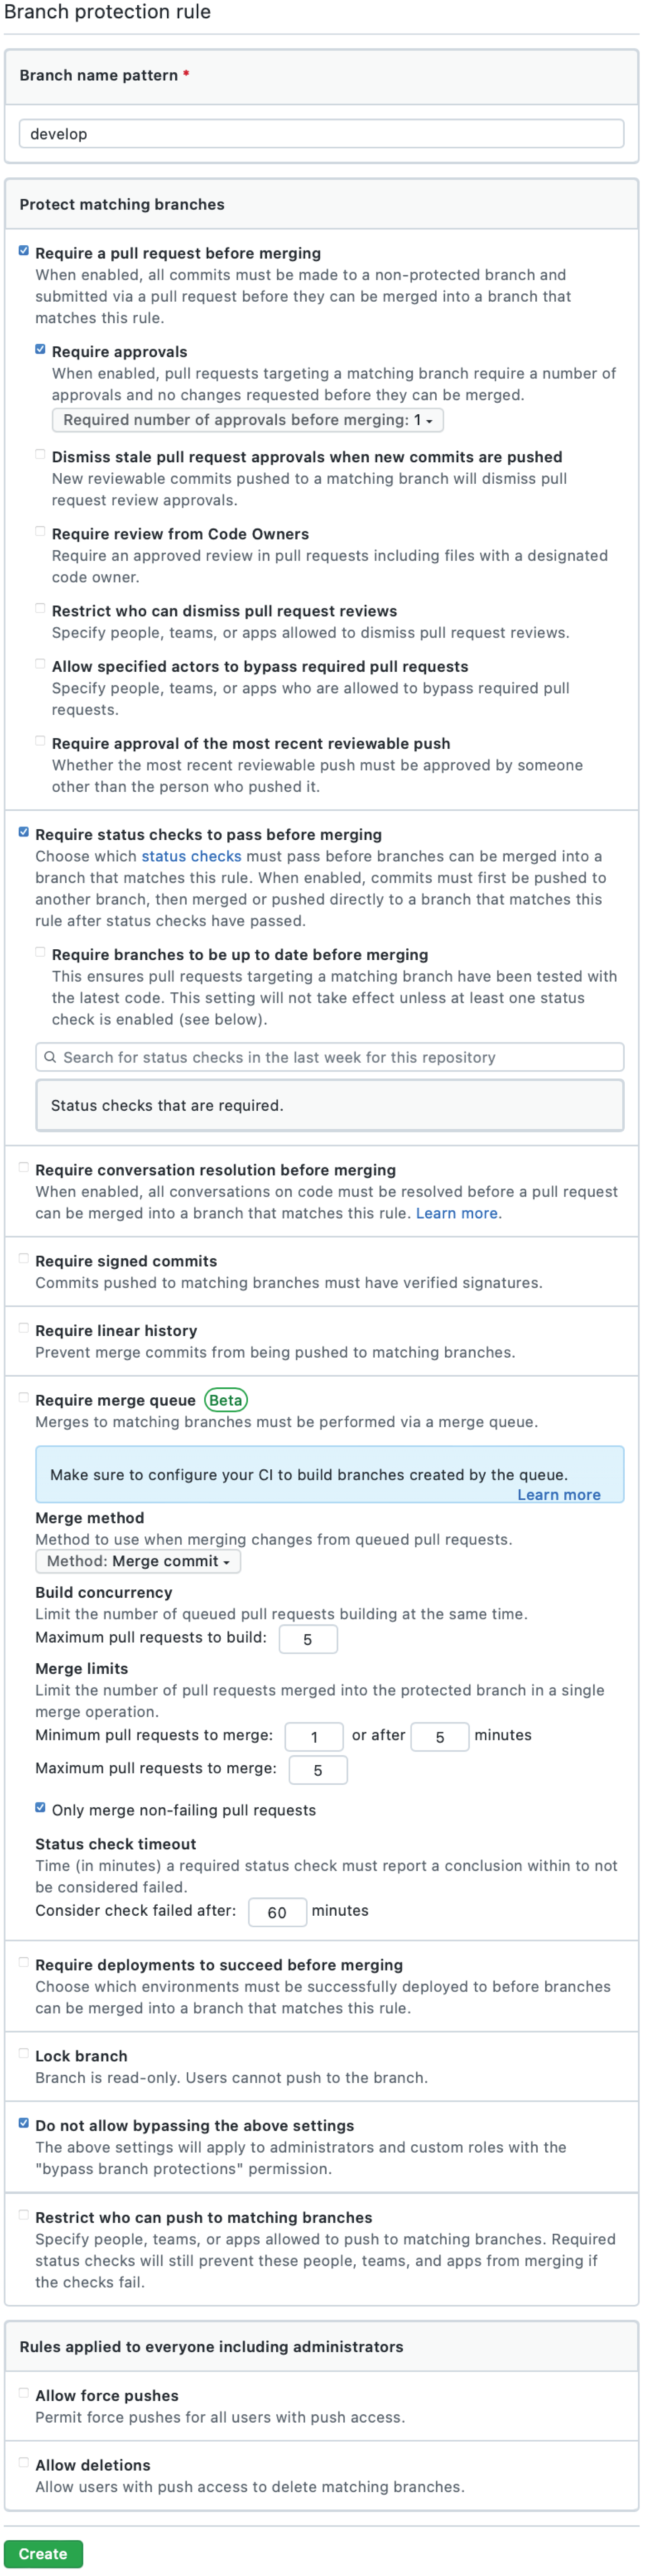 Branch protection rule
Branch name pattern *
develop
Protect matching branches
Require a pull request before merging
When enabled, all commits must be made to a non-protected branch and
submitted via a pull request before they can be merged into a branch that
matches this rule.
Require approvals
When enabled, pull requests targeting a matching branch require a number of
approvals and no changes requested before they can be merged.
Required number of approvals before merging: 1
Dismiss stale pull request approvals when new commits are pushed
New reviewable commits pushed to a matching branch will dismiss pull
request review approvals.
Require review from Code Owners
Require an approved review in pull requests including files with a designated
code owner.
Restrict who can dismiss pull request reviews
Specify people, teams, or apps allowed to dismiss pull request reviews.
Allow specified actors to bypass required pull requests
Specify people, teams, or apps who are allowed to bypass required pull
requests.
Require approval of the most recent reviewable push
Whether the most recent reviewable push must be approved by someone
other than the person who pushed it.
Require status checks to pass before merging
Choose which status checks must pass before branches can be merged into a
branch that matches this rule. When enabled, commits must first be pushed to
another branch, then merged or pushed directly to a branch that matches this
rule after status checks have passed.
Require branches to be up to date before merging
This ensures pull requests targeting a matching branch have been tested with
the latest code. This setting will not take effect unless at least one status
check is enabled (see below).
Search for status checks in the last week for this repository
Status checks that are required.
Require conversation resolution before merging
When enabled, all conversations on code must be resolved before a pull request
can be merged into a branch that matches this rule. Learn more.
Require signed commits
Commits pushed to matching branches must have verified signatures.
Require linear history
Prevent merge commits from being pushed to matching branches.
Require merge queue Beta
Merges to matching branches must be performed via a merge queue.
Make sure to configure your CI to build branches created by the queue.
Learn more
Merge method
Method to use when merging changes from queued pull requests.
Method: Merge commit
Build concurrency
Limit the number of queued pull requests building at the same time.
Maximum pull requests to build: 5
Merge limits
Limit the number of pull requests merged into the protected branch in a single
merge operation.
Minimum pull requests to merge: 1 or after 5 minutes
Maximum pull requests to merge: 5
Only merge non-failing pull requests
Status check timeout
Time (in minutes) a required status check must report a conclusion within to not
be considered failed.
Consider check failed after: 60 minutes
Require deployments to succeed before merging
Choose which environments must be successfully deployed to before branches
can be merged into a branch that matches this rule.
Lock branch
Branch is read-only. Users cannot push to the branch.
Do not allow bypassing the above settings
The above settings will apply to administrators and custom roles with the
"bypass branch protections" permission.
Restrict who can push to matching branches
Specify people, teams, or apps allowed to push to matching branches. Required
status checks will still prevent these people, teams, and apps from merging if
the checks fail.
Rules applied to everyone including administrators
Allow force pushes
Permit force pushes for all users with push access.
Allow deletions
Allow users with push access to delete matching branches.
Create